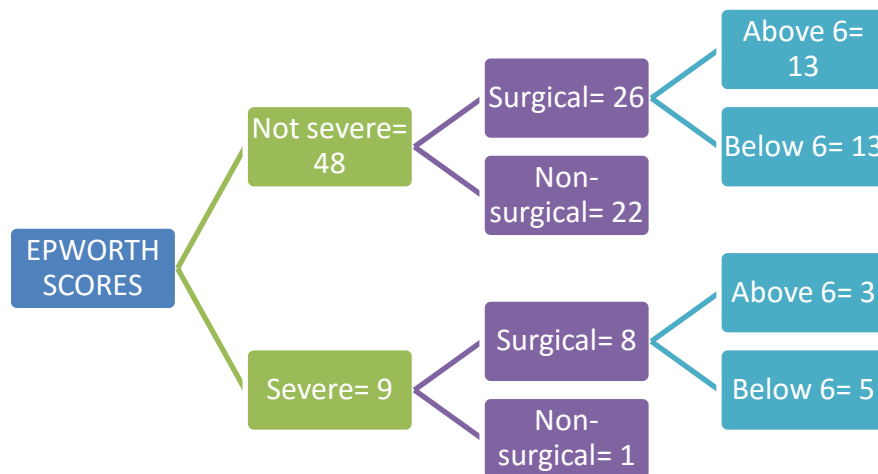 EPWORTH
SCORES
Not severe=
48
Surgical= 26
Above 6=
13
Below 6= 13
Non-
surgical= 22
Severe= 9
Surgical= 8
Above 6= 3
Below 6= 5
Non-
surgical= 1